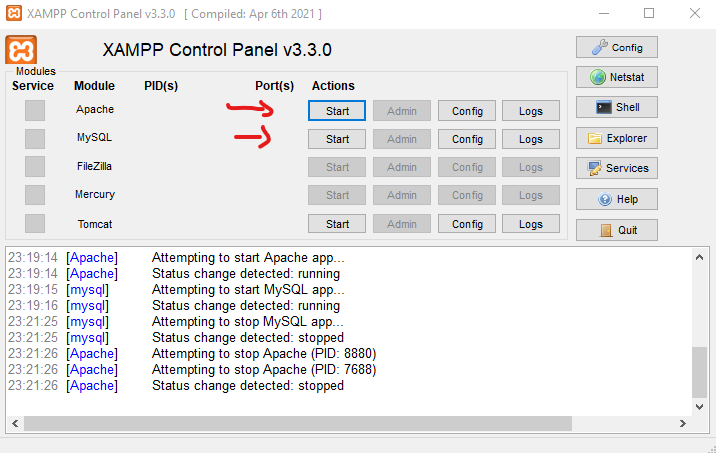 XAMPP Control Panel v3.3.0 [ Compiled: Apr 6th 2021 ]
XAMPP Control Panel v3.3.0
Config
Modules
Service Module PID(s) Port(s) Actions
Netstat
Apache Start Admin Config Logs
Shell
MySQL Start Admin Config Logs
Explorer
FileZilla Start Admin Config Logs
Services
Mercury Start Admin Config Logs
Help
Tomcat Start Admin Config Logs
Quit
23:19:14 [Apache] Attempting to start Apache app...
23:19:14 [Apache] Status change detected: running
23:19:15 [mysql] Attempting to start MySQL app...
23:19:16 [mysql] Status change detected: running
23:21:25 [mysql] Attempting to stop MySQL app...
23:21:25 [mysql] Status change detected: stopped
23:21:26 [Apache] Attempting to stop Apache (PID: 8880)
23:21:26 [Apache] Attempting to stop Apache (PID: 7688)
23:21:26 [Apache] Status change detected: stopped